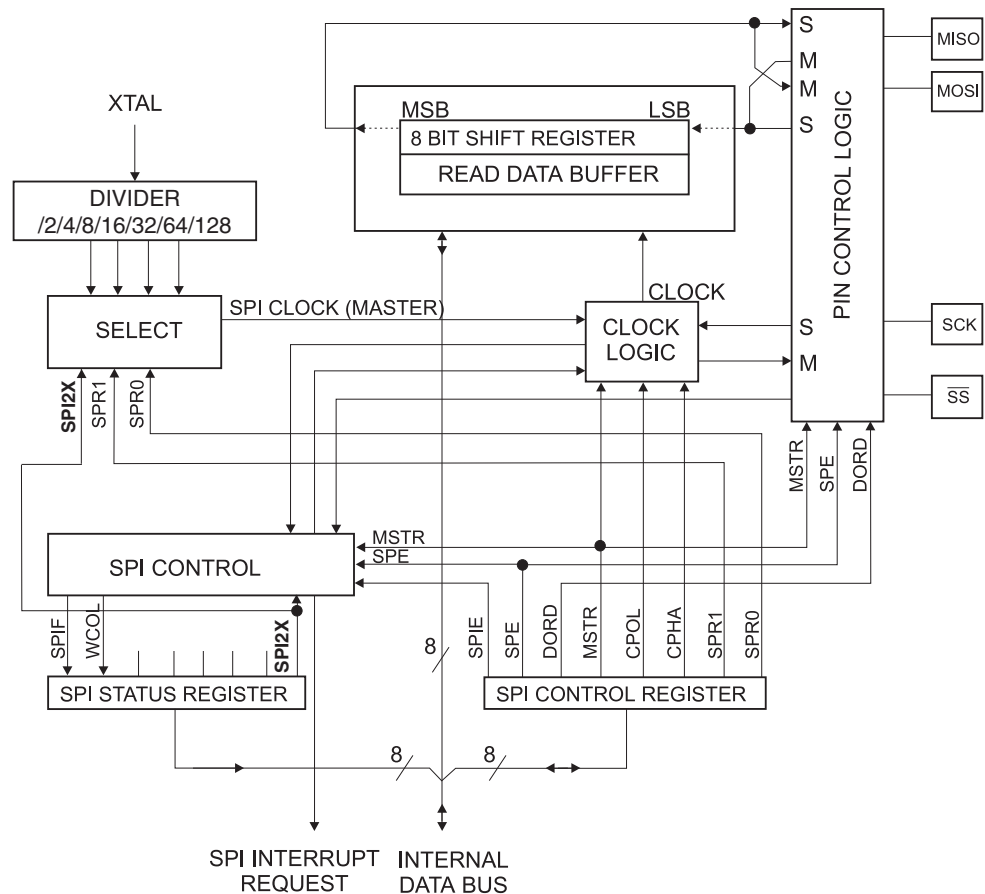 S
MISO
M
M
MOSI
XTAL
MSB
LSB
S
8 BIT SHIFT REGISTER
READ DATA BUFFER
PIN CONTROL LOGIC
DIVIDER
/2/4/8/16/32/64/128
SPI CLOCK (MASTER)
CLOCK
SELECT
CLOCK
LOGIC
S
SCK
M
SPI2X
SPR1
SPR0
SS
MSTR
SPE
DORD
MSTR
SPE
SPI CONTROL
SPIF
WCOL
SPI2X
SPIE
SPE
DORD
MSTR
CPOL
CPHA
SPR1
SPR0
8
SPI STATUS REGISTER
SPI CONTROL REGISTER
8
8
SPI INTERRUPT
REQUEST
INTERNAL
DATA BUS